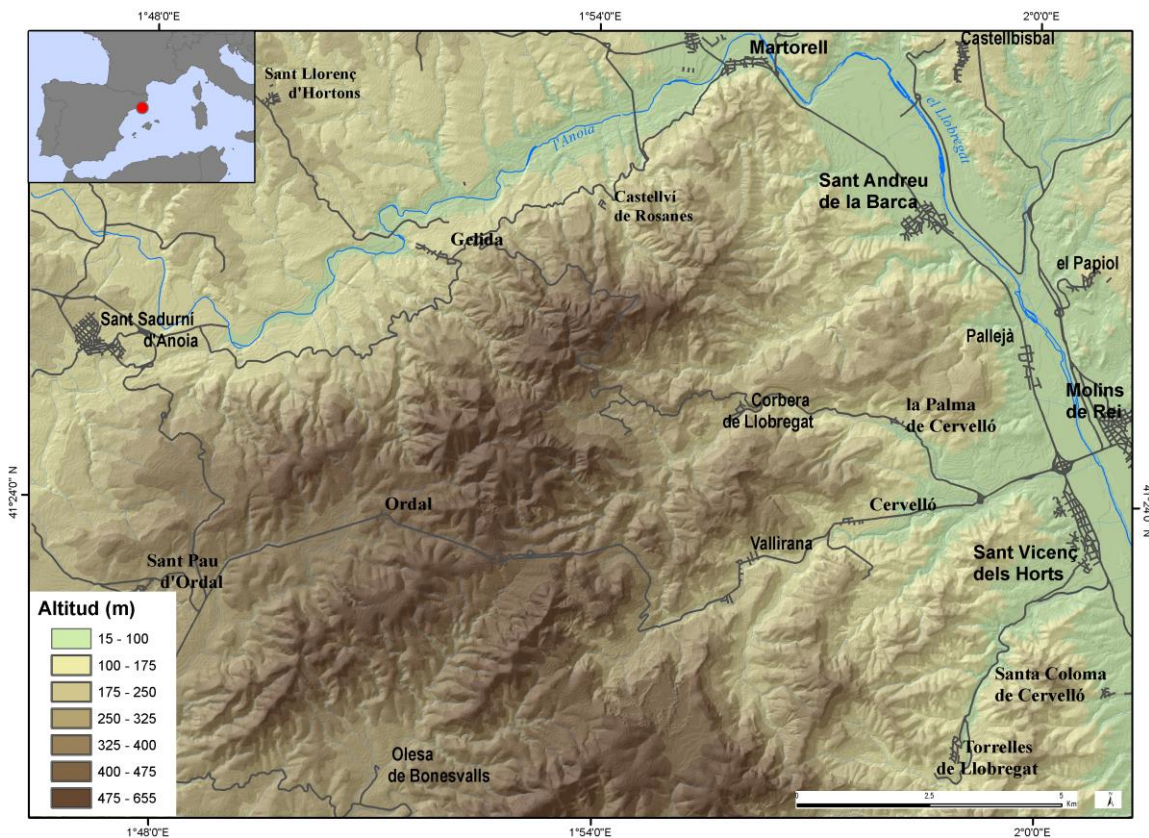 1°48'0"E
1°54'0"E
2°0'0"E
Martorell
Castellbisbal
Sant Llorenç
d'Hortons
l'Anoia
el Llobregat
Sant Andreu
de la Barca
Castellví
de Rosanes
Gelida
el Papiol
Sant Sadurní
d'Anoia
Pallejà
Molins
de Rei
Corbera
de Llobregat
la Palma
de Cervelló
41°24'0" N
41°24'0" N
Ordal
Cervelló
Vallirana
Sant Pau
d'Ordal
Sant Vicenç
dels Horts
Altitud (m)
15 - 100
100 - 175
175 - 250
250 - 325
325 - 400
400 - 475
475 - 655
Santa Coloma
de Cervelló
Olesa
de Bonesvalls
Torrelles
de Llobregat
0 2.5 5
Km
N
1°48'0"E
1°54'0"E
2°0'0"E